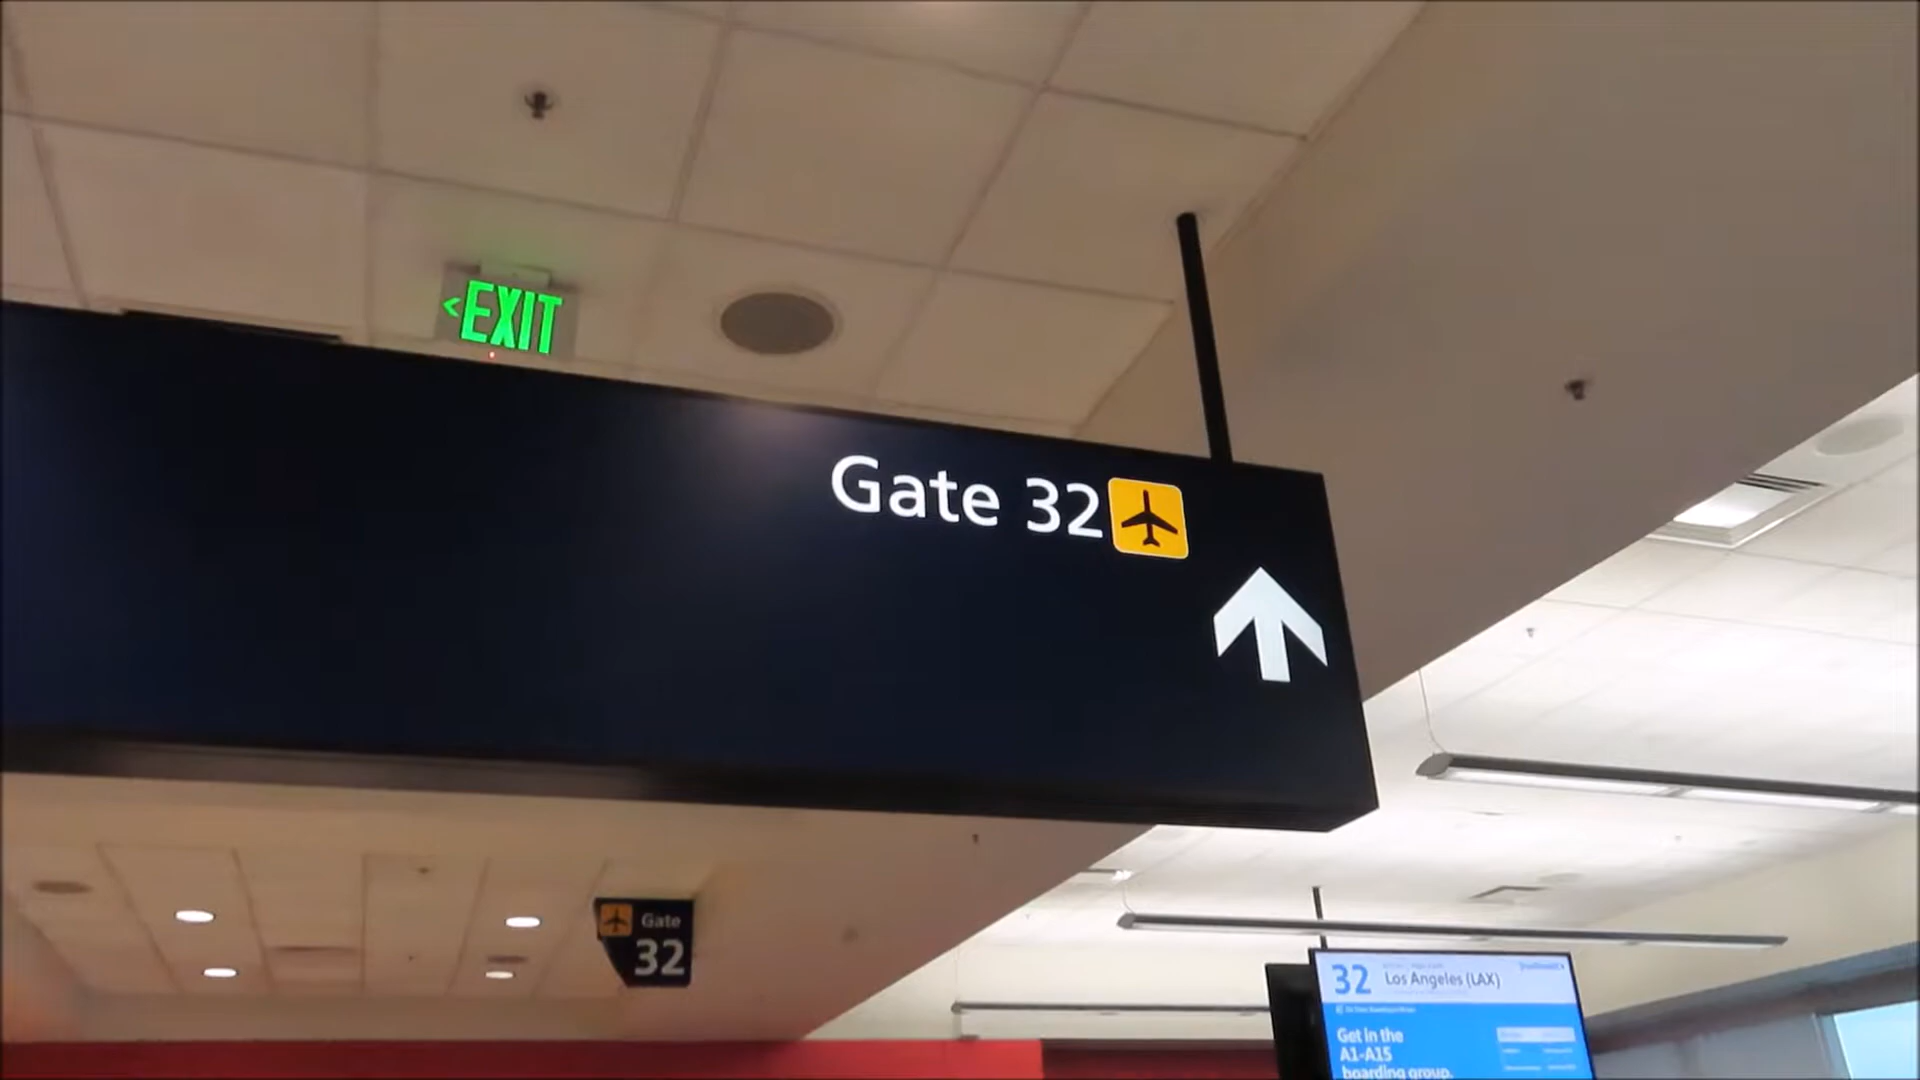 <EXIT
Gate 32
Gate
32
32 Los Angeles (LAX)
Get in the
A1-A15
boarding group.